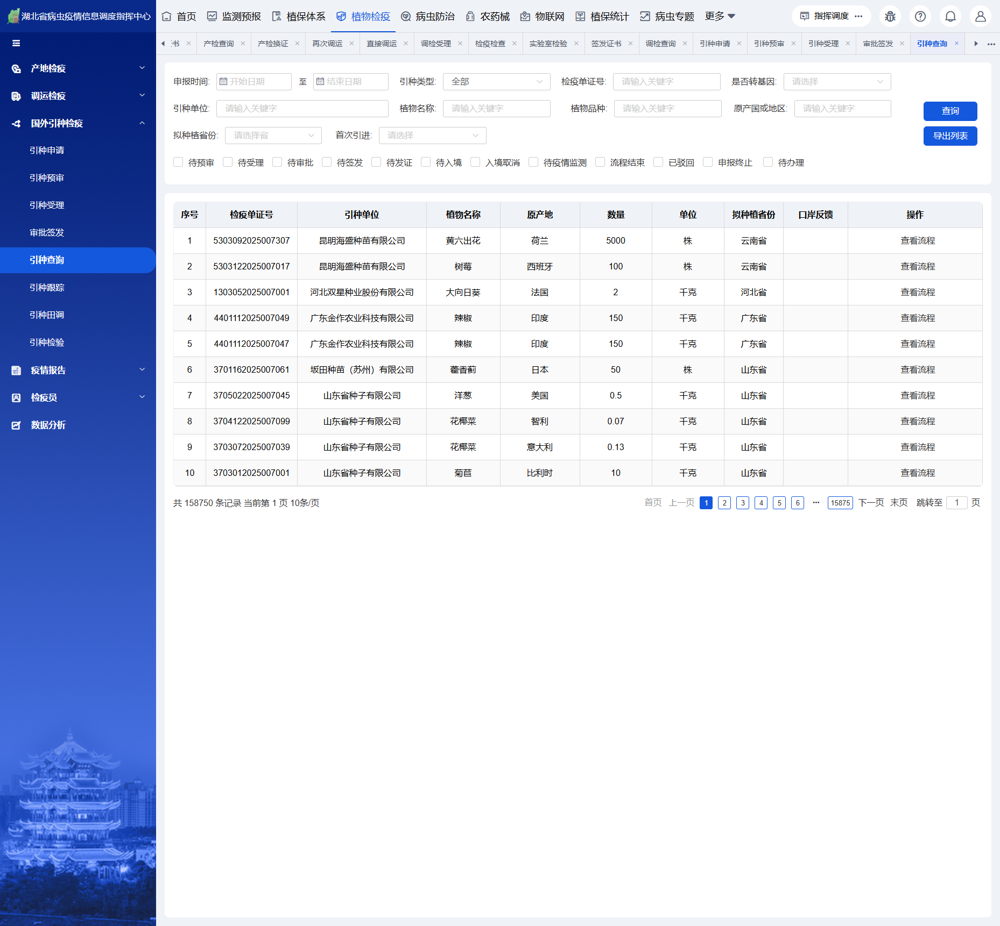 湖北省病虫疫情信息调度指挥中心 首页 监测预报 植保体系 植物检疫 病虫防治 农药械 物联网 植保统计 病虫专题 更多 指挥调度 ···
书 × 产检查询 × 产检换证 × 再次调运 × 直接调运 × 调检受理 × 检疫检查 × 实验室检验 × 签发证书 × 调检查询 × 引种申请 × 引种预审 × 引种受理 × 审批签发 × 引种查询 × ···
产地检疫
调运检疫
国外引种检疫
引种申请
引种预审
引种受理
审批签发
引种查询
引种跟踪
引种田调
引种检验
疫情报告
检疫员
数据分析
申报时间: 开始日期 至 结束日期 引种类型: 全部 检疫单证号: 请输入关键字 是否转基因: 请选择
引种单位: 请输入关键字 植物名称: 请输入关键字 植物品种: 请输入关键字 原产国或地区: 请输入关键字 查询
拟种植省份: 请选择省 首次引进: 请选择 导出列表
待预审 待受理 待审批 待签发 待发证 待入境 入境取消 待疫情监测 流程结束 已驳回 申报终止 待办理
序号 检疫单证号 引种单位 植物名称 原产地 数量 单位 拟种植省份 口岸反馈 操作
1 5303092025007307 昆明海盛种苗有限公司 黄六出花 荷兰 5000 株 云南省 查看流程
2 5303122025007017 昆明海盛种苗有限公司 树莓 西班牙 100 株 云南省 查看流程
3 1303052025007001 河北双星种业股份有限公司 大向日葵 法国 2 千克 河北省 查看流程
4 4401112025007049 广东金作农业科技有限公司 辣椒 印度 150 千克 广东省 查看流程
5 4401112025007047 广东金作农业科技有限公司 辣椒 印度 150 千克 广东省 查看流程
6 3701162025007061 坂田种苗（苏州）有限公司 藿香蓟 日本 50 株 山东省 查看流程
7 3705022025007045 山东省种子有限公司 洋葱 美国 0.5 千克 山东省 查看流程
8 3704122025007099 山东省种子有限公司 花椰菜 智利 0.07 千克 山东省 查看流程
9 3703072025007039 山东省种子有限公司 花椰菜 意大利 0.13 千克 山东省 查看流程
10 3703012025007001 山东省种子有限公司 菊苣 比利时 10 千克 山东省 查看流程
共 158750 条记录 当前第 1 页 10条/页 首页 上一页 1 2 3 4 5 6 ··· 15875 下一页 末页 跳转至 1 页